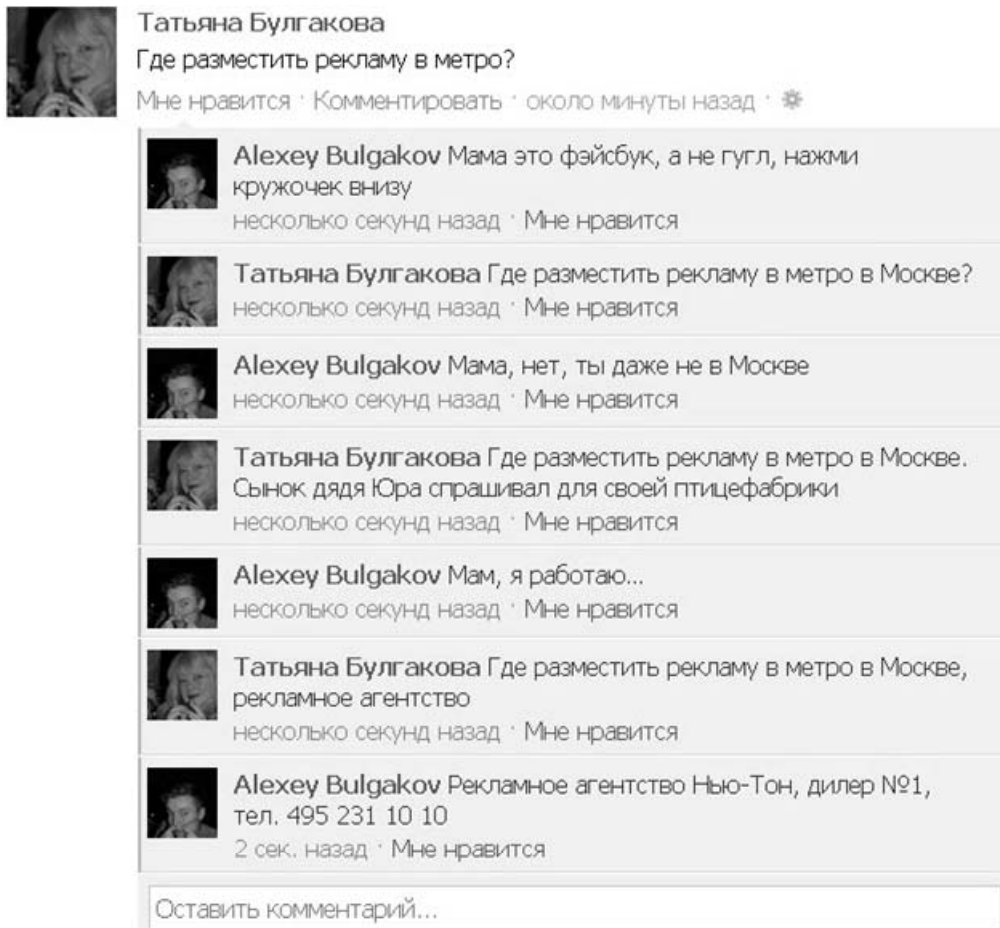 Татьяна Булгакова
Где разместить рекламу в метро?
Мне нравится · Комментировать · около минуты назад ·
Alexey Bulgakov Мама это фэйсбук, а не гугл, нажми
кружочек внизу
несколько секунд назад · Мне нравится
Татьяна Булгакова Где разместить рекламу в метро в Москве?
несколько секунд назад · Мне нравится
Alexey Bulgakov Мама, нет, ты даже не в Москве
несколько секунд назад · Мне нравится
Татьяна Булгакова Где разместить рекламу в метро в Москве.
Сынок дядя Юра спрашивал для своей птицефабрики
несколько секунд назад · Мне нравится
Alexey Bulgakov Мам, я работаю...
несколько секунд назад · Мне нравится
Татьяна Булгакова Где разместить рекламу в метро в Москве,
рекламное агентство
несколько секунд назад · Мне нравится
Alexey Bulgakov Рекламное агентство Нью-Тон, дилер №1,
тел. 495 231 10 10
2 сек. назад · Мне нравится
Оставить комментарий...